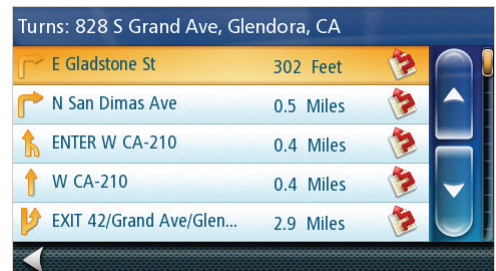 Turns: 828 S Grand Ave, Glendora, CA
E Gladstone St 302 Feet
N San Dimas Ave 0.5 Miles
ENTER W CA-210 0.4 Miles
W CA-210 0.4 Miles
EXIT 42/Grand Ave/Glen... 2.9 Miles